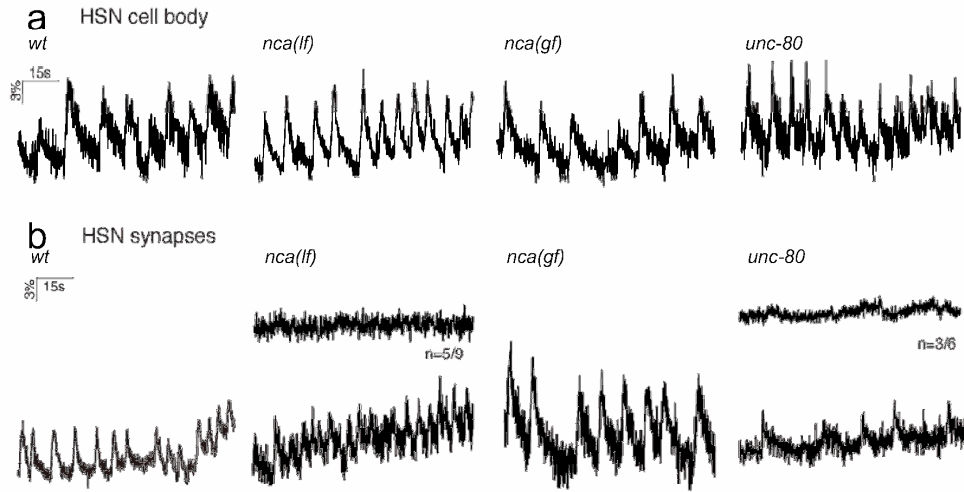 a HSN cell body
wt nca(lf) nca(gf) unc-80
15s
3%
b HSN synapses
wt nca(lf) nca(gf) unc-80
3% 15s
n=5/9 n=3/6